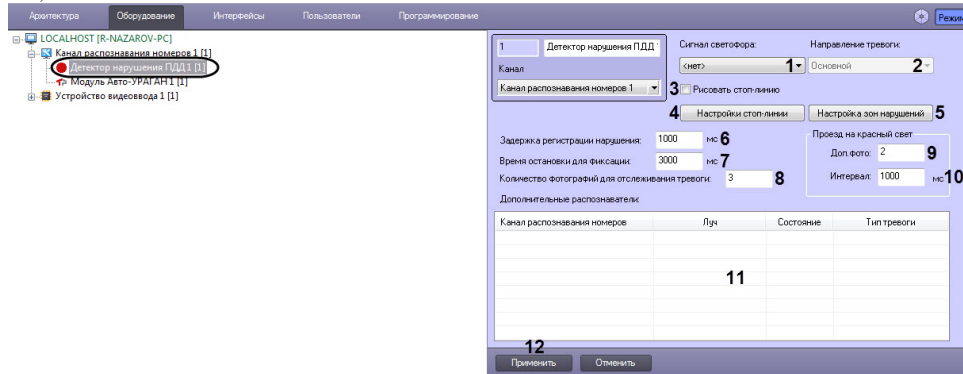 Архитектура Оборудование Интерфейсы Пользователи Программирование
LOCALHOST [R-NAZAROV-PC]
Канал распознавания номеров 1 [1]
Детектор нарушения ПДД 1 [1]
Модуль Авто-УРАГАН 1 [1]
Устройство видеоввода 1 [1]
1 Детектор нарушения ПДД
Сигнал светофора: Направление тревоги:
Канал
<нет> 1 Основной 2
Канал распознавания номеров 1 3 Рисовать стоп-линию
4 Настройки стоп-линии Настройка зон нарушений 5
Проезд на красный свет
Задержка регистрации нарушения: 1000 мс 6
Доп.фото: 2 9
Время остановки для фиксации: 3000 мс 7
Количество фотографий для отслеживания тревоги: 3 8
Интервал: 1000 мс 10
Дополнительные распознаватели:
Канал распознавания номеров Луч Состояние Тип тревоги
11
12
Применить Отменить